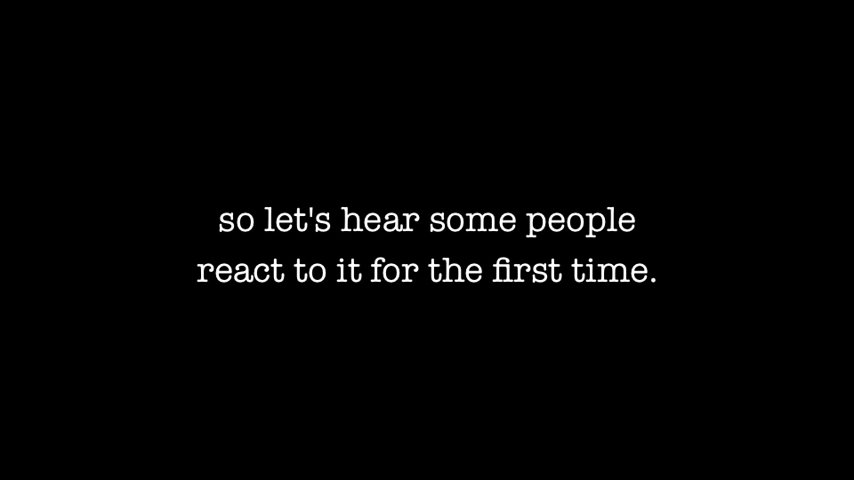 so let's hear some people
react to it for the first time.